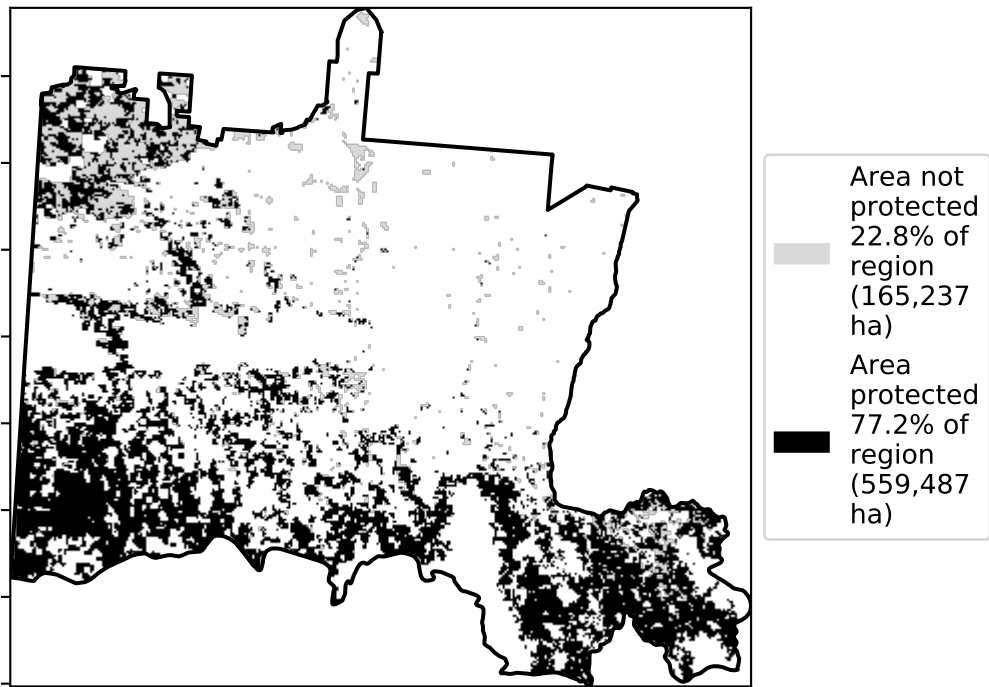 Area not
protected
22.8% of
region
(165,237
ha)
Area
protected
77.2% of
region
(559,487
ha)